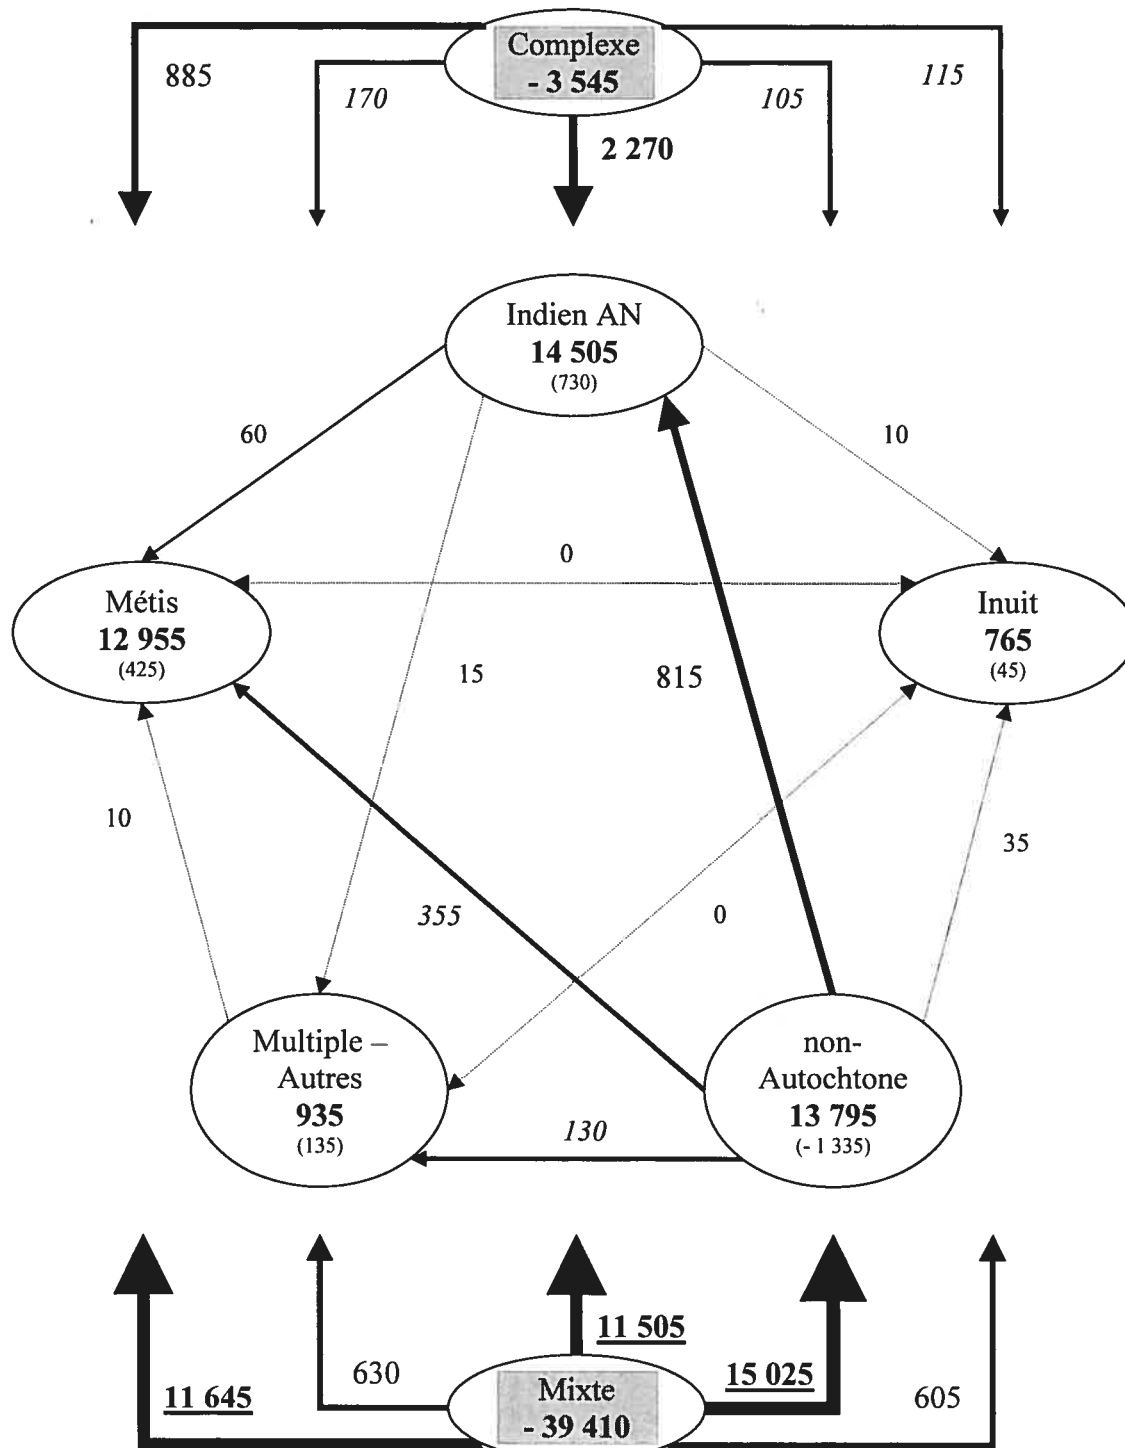 Complexe
- 3 545
885
170
105
115
2 270
Indien AN
14 505
(730)
60
10
0
Métis
12 955
(425)
Inuit
765
(45)
15
815
10
35
355
0
Multiple –
Autres
935
(135)
non-
Autochtone
13 795
(- 1 335)
130
11 505
630
15 025
11 645
605
Mixte
- 39 410